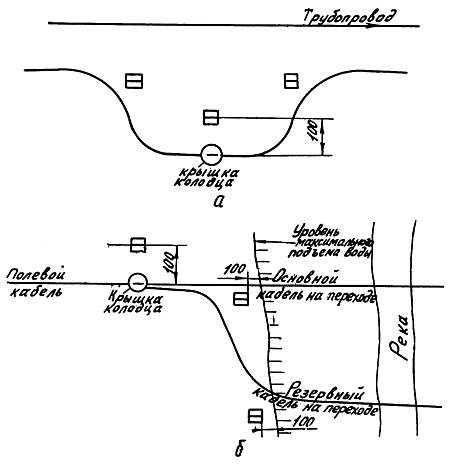 Трубопровод
100
крышка
колодца
а
Уровень
максимального
подъема воды
100
100
Полевой
кабель
Основной
кабель на переходе
Крышка
колодца
Река
Резервный
кабель на переходе
100
б